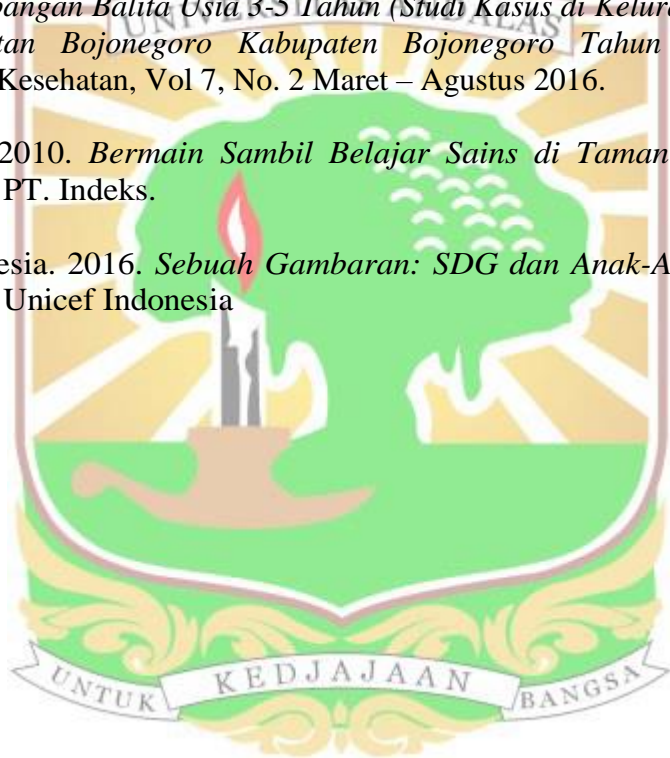 bangan Balita Usia 3-5 Tahun (Studi Kasus di Kelur
tan Bojonegoro Kabupaten Bojonegoro Tahun
Kesehatan, Vol 7, No. 2 Maret – Agustus 2016.
2010. Bermain Sambil Belajar Sains di Taman
PT. Indeks.
esia. 2016. Sebuah Gambaran: SDG dan Anak-A
Unicef Indonesia
UNTUK KEDJAJAAN BANGSA